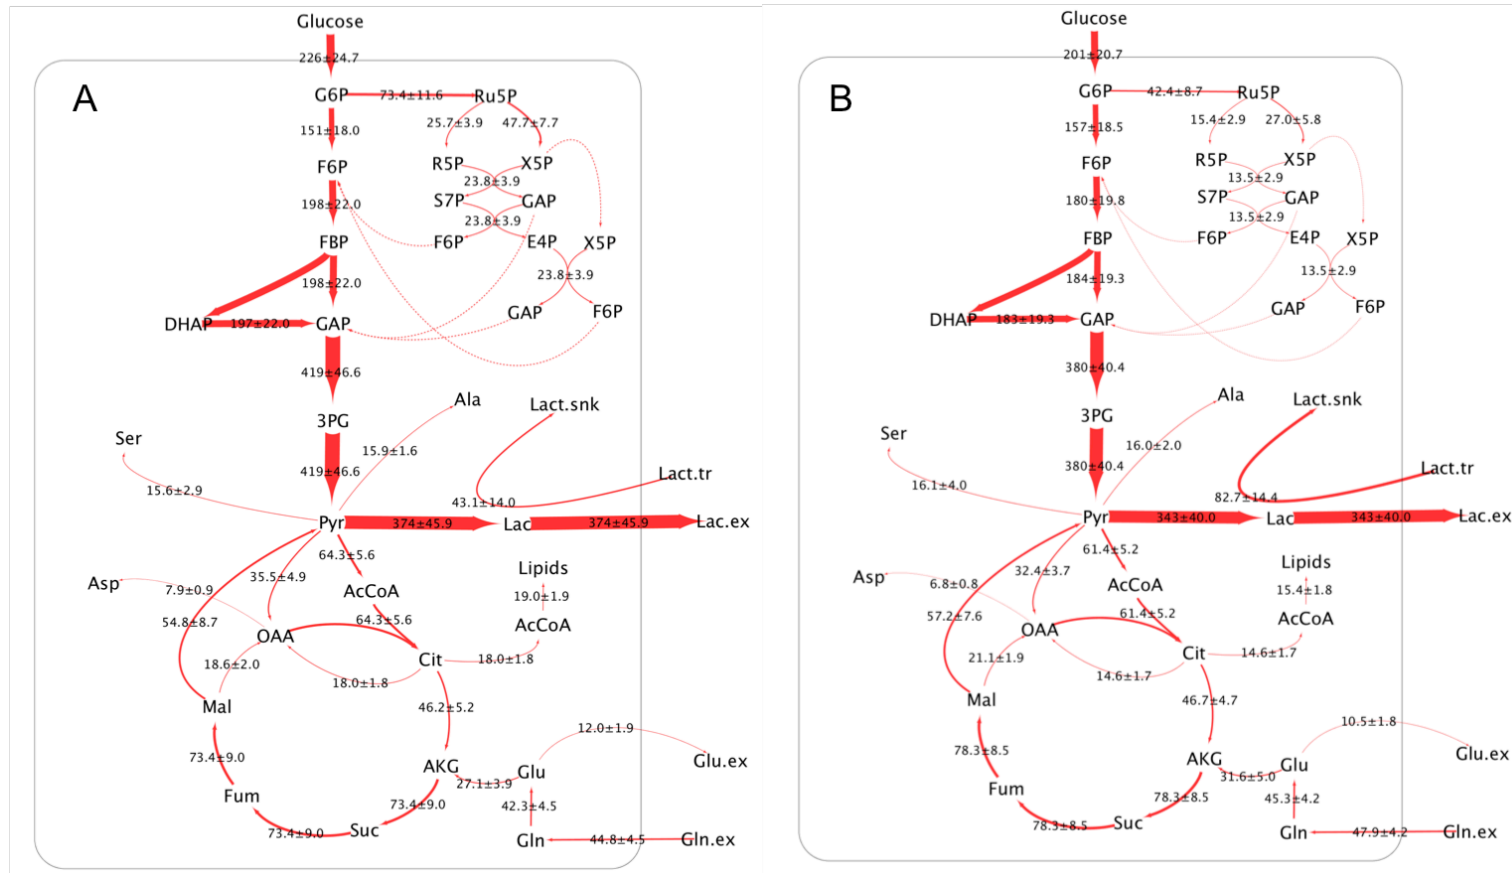 Glucose
226±24.7
A
G6P
73.4±11.6
Ru5P
151±18.0
25.7±3.9
47.7±7.7
F6P
R5P
X5P
23.8±3.9
198±22.0
S7P
GAP
23.8±3.9
FBP
F6P
E4P
X5P
198±22.0
23.8±3.9
GAP
F6P
DHAP
197±22.0
GAP
419±46.6
3PG
Ala
Lact.snk
Ser
15.9±1.6
419±46.6
Lact.tr
15.6±2.9
43.1±14.0
Pyr
374±45.9
Lac
374±45.9
Lac.ex
64.3±5.6
Asp
7.9±0.9
35.5±4.9
AcCoA
Lipids
19.0±1.9
54.8±8.7
64.3±5.6
AcCoA
OAA
18.6±2.0
Cit
18.0±1.8
18.0±1.8
Mal
46.2±5.2
12.0±1.9
73.4±9.0
AKG
27.1±3.9
Glu
Glu.ex
Fum
73.4±9.0
42.3±4.5
73.4±9.0
Suc
Gln
44.8±4.5
Gln.ex
Glucose
201±20.7
B
G6P
42.4±8.7
Ru5P
157±18.5
15.4±2.9
27.0±5.8
F6P
R5P
X5P
13.5±2.9
180±19.8
S7P
GAP
13.5±2.9
FBP
F6P
E4P
X5P
184±19.3
13.5±2.9
GAP
F6P
DHAP
183±19.3
GAP
380±40.4
3PG
Ala
Lact.snk
Ser
16.0±2.0
380±40.4
Lact.tr
16.1±4.0
82.7±14.4
Pyr
343±40.0
Lac
343±40.0
Lac.ex
61.4±5.2
Asp
6.8±0.8
32.4±3.7
AcCoA
Lipids
15.4±1.8
57.2±7.6
61.4±5.2
AcCoA
OAA
21.1±1.9
Cit
14.6±1.7
14.6±1.7
Mal
46.7±4.7
10.5±1.8
78.3±8.5
AKG
31.6±5.0
Glu
Glu.ex
Fum
78.3±8.5
45.3±4.2
78.3±8.5
Suc
Gln
47.9±4.2
Gln.ex